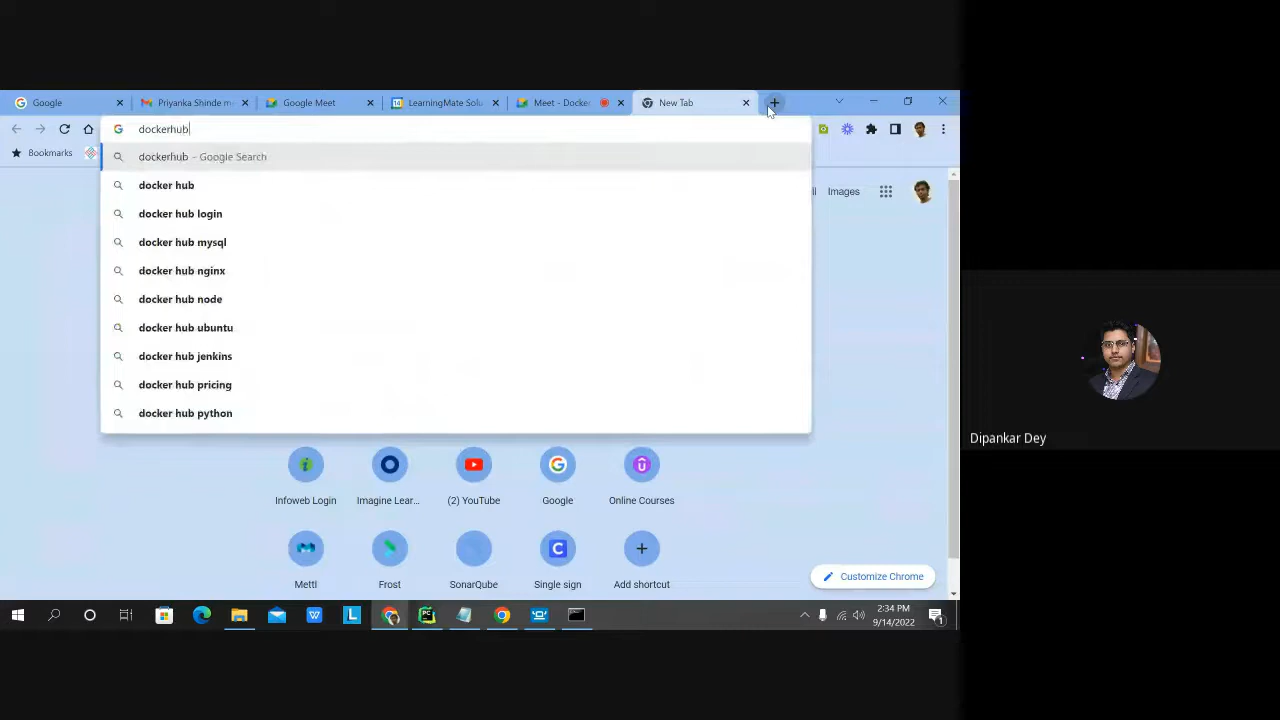 Google
Priyanka Shinde m
Google Meet
LearningMate Solu
Meet - Docke
New Tab
dockerhub
Bookmarks
dockerhub - Google Search
docker hub
docker hub login
docker hub mysql
docker hub nginx
docker hub node
docker hub ubuntu
docker hub jenkins
docker hub pricing
docker hub python
Images
Infoweb Login
Imagine Lear...
(2) YouTube
Google
Online Courses
Mettl
Frost
SonarQube
Single sign
Add shortcut
Customize Chrome
2:34 PM
9/14/2022
Dipankar Dey